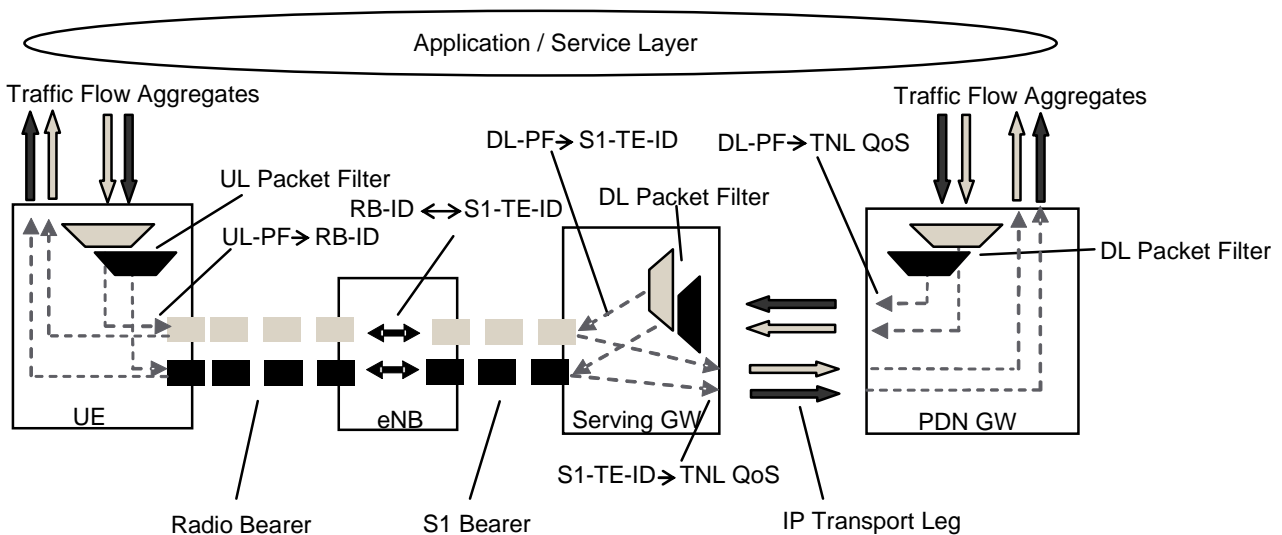 Application / Service Layer
Traffic Flow Aggregates
Traffic Flow Aggregates
DL-PF→S1-TE-ID
DL-PF→TNL QoS
UL Packet Filter
DL Packet Filter
RB-ID ↔ S1-TE-ID
UL-PF→RB-ID
DL Packet Filter
UE
eNB
Serving GW
PDN GW
S1-TE-ID→TNL QoS
Radio Bearer
S1 Bearer
IP Transport Leg